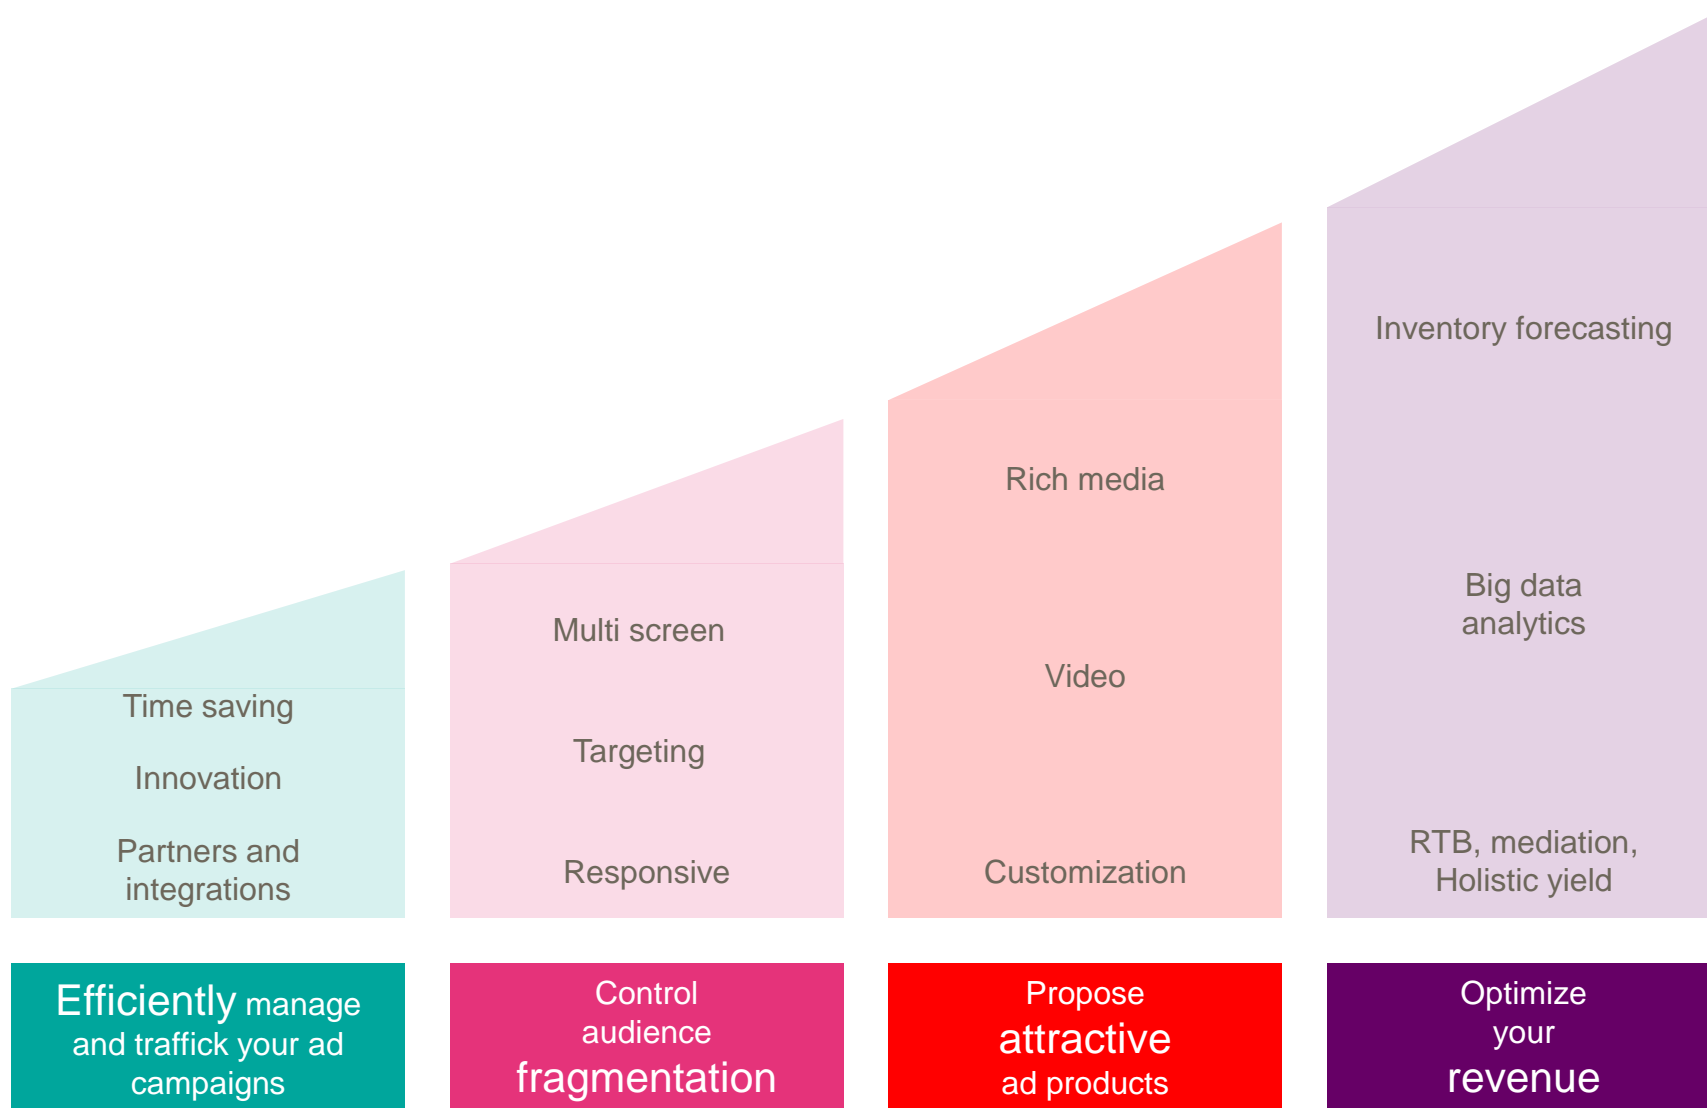 Time saving
Innovation
Partners and
integrations
Efficiently manage
and traffick your ad
campaigns
Multi screen
Targeting
Responsive
Control
audience
fragmentation
Rich media
Video
Customization
Propose
attractive
ad products
Inventory forecasting
Big data
analytics
RTB, mediation,
Holistic yield
Optimize
your
revenue